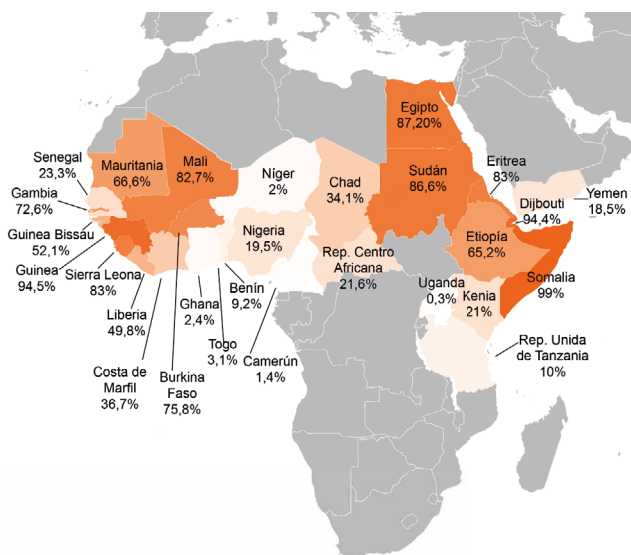 Senegal
23,3%
Gambia
72,6%
Guinea Bissáu
52,1%
Guinea
94,5%
Sierra Leona
83%
Liberia
49,8%
Costa de
Marfil
36,7%
Burkina
Faso
75,8%
Ghana
2,4%
Togo
3,1%
Benín
9,2%
Camerún
1,4%
Mauritania
66,6%
Mali
82,7%
Níger
2%
Nigeria
19,5%
Chad
34,1%
Rep. Centro
Africana
21,6%
Egipto
87,20%
Sudán
86,6%
Eritrea
83%
Djibouti
94,4%
Yemen
18,5%
Etiopía
65,2%
Somalia
99%
Uganda
0,3%
Kenia
21%
Rep. Unida
de Tanzania
10%